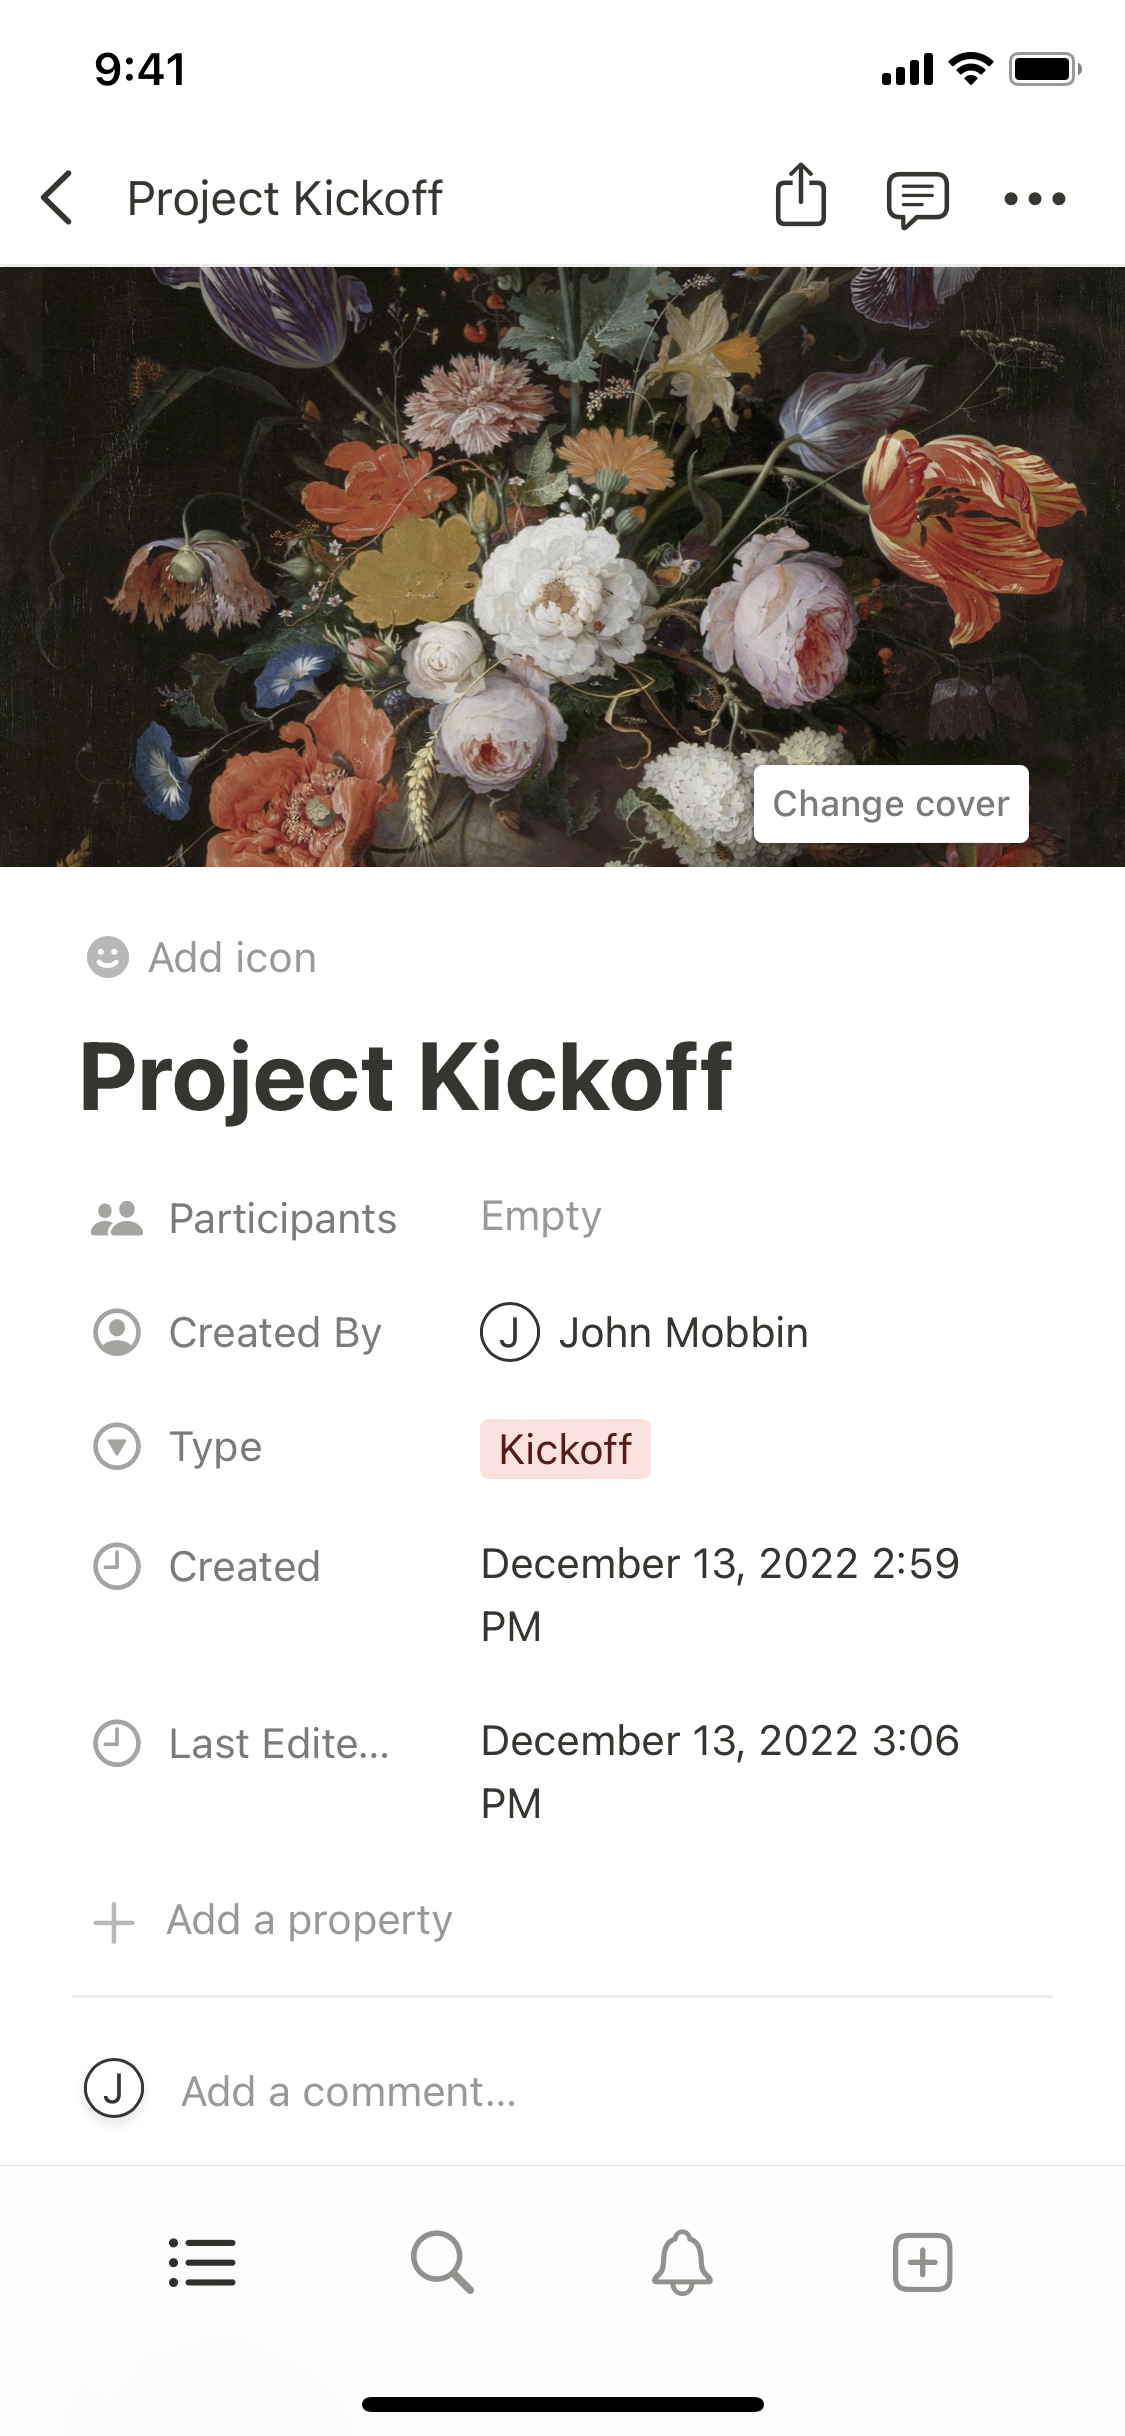 9:41
Project Kickoff
Change cover
Add icon
Project Kickoff
Participants Empty
Created By J John Mobbin
Type Kickoff
Created December 13, 2022 2:59
PM
Last Edite... December 13, 2022 3:06
PM
Add a property
J Add a comment...